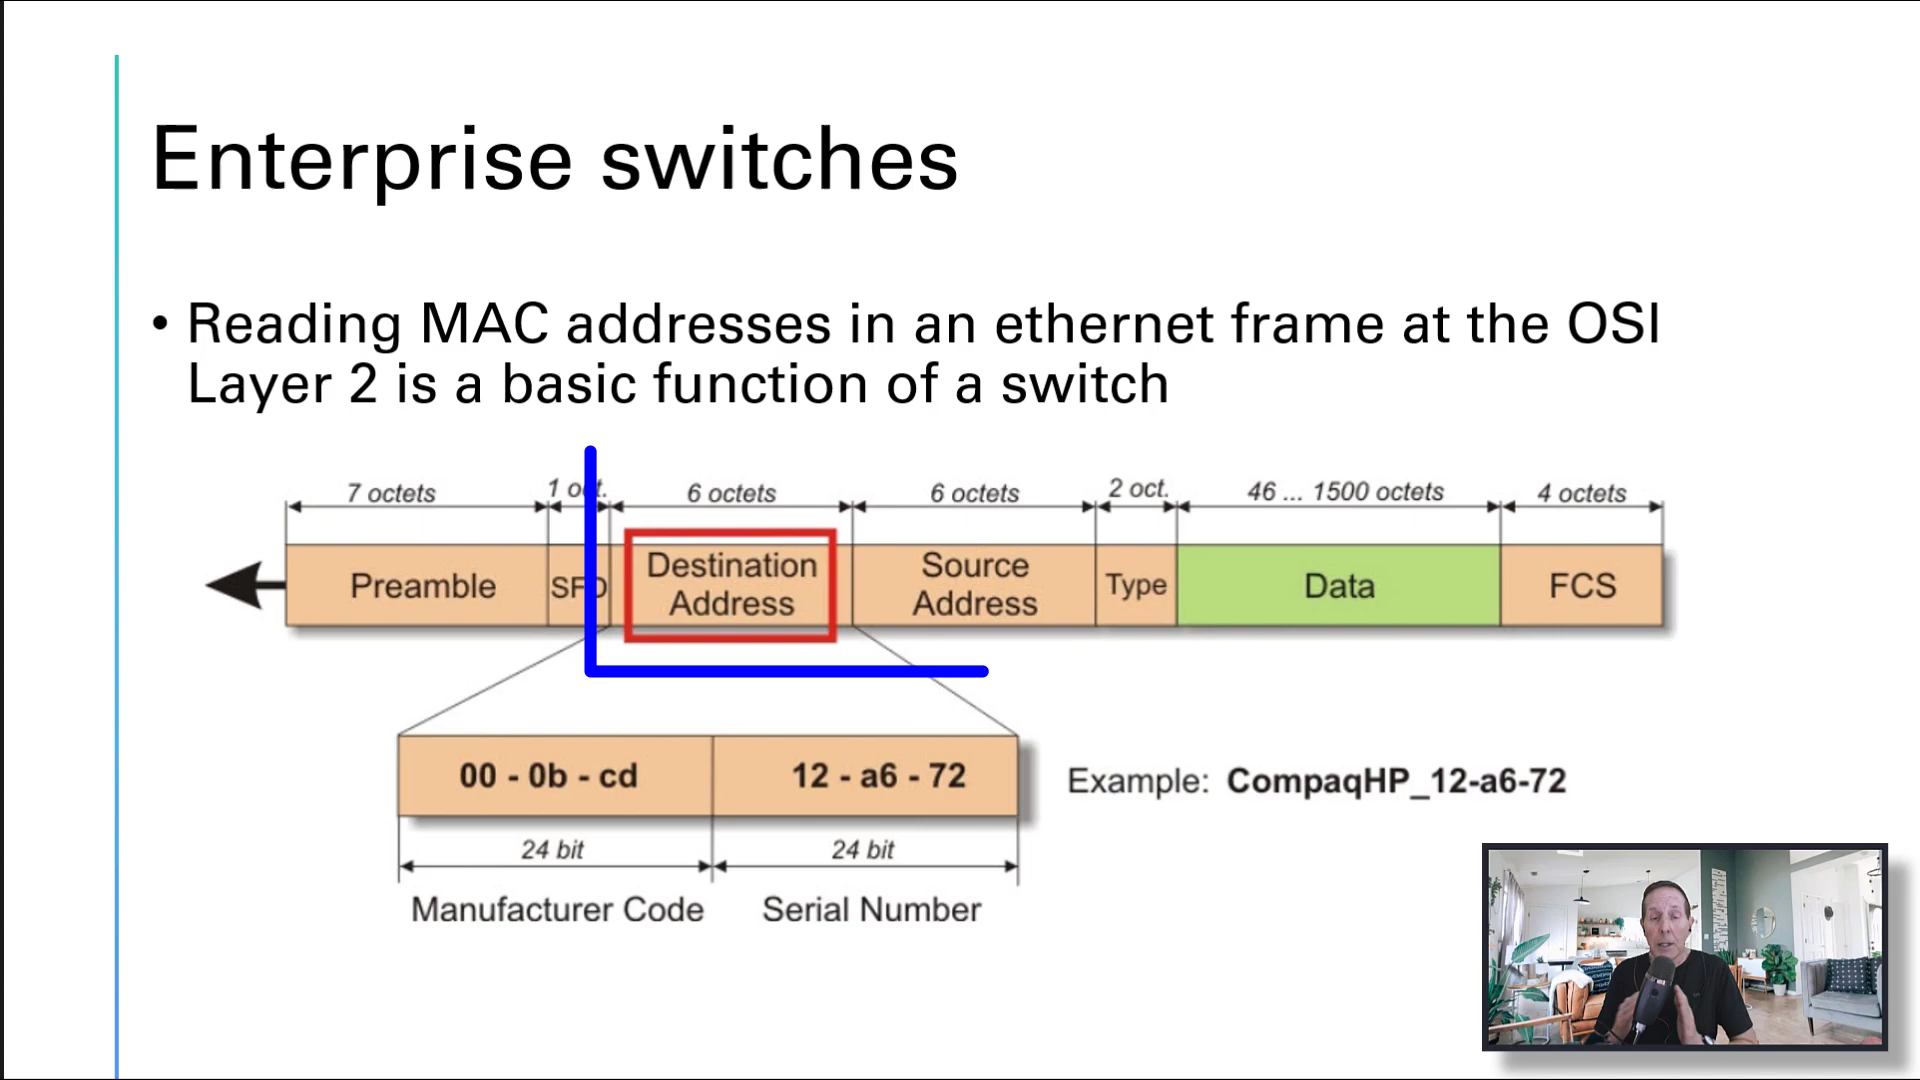 Enterprise switches
• Reading MAC addresses in an ethernet frame at the OSI
Layer 2 is a basic function of a switch
7 octets 1 oct. 6 octets 6 octets 2 oct. 46 ... 1500 octets 4 octets
Preamble SFD Destination Address Source Address Type Data FCS
00 - 0b - cd 12 - a6 - 72 Example: CompaqHP_12-a6-72
24 bit 24 bit
Manufacturer Code Serial Number